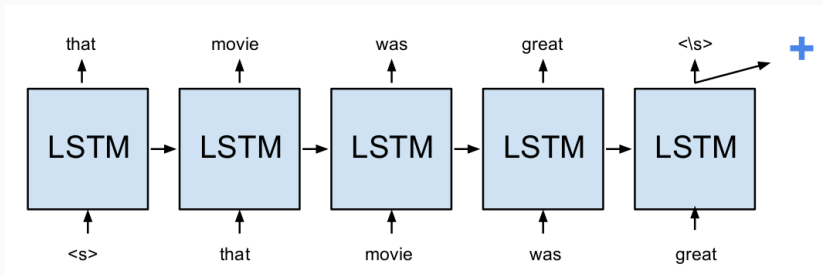 that movie was great <\s> +
LSTM LSTM LSTM LSTM LSTM
<s> that movie was great